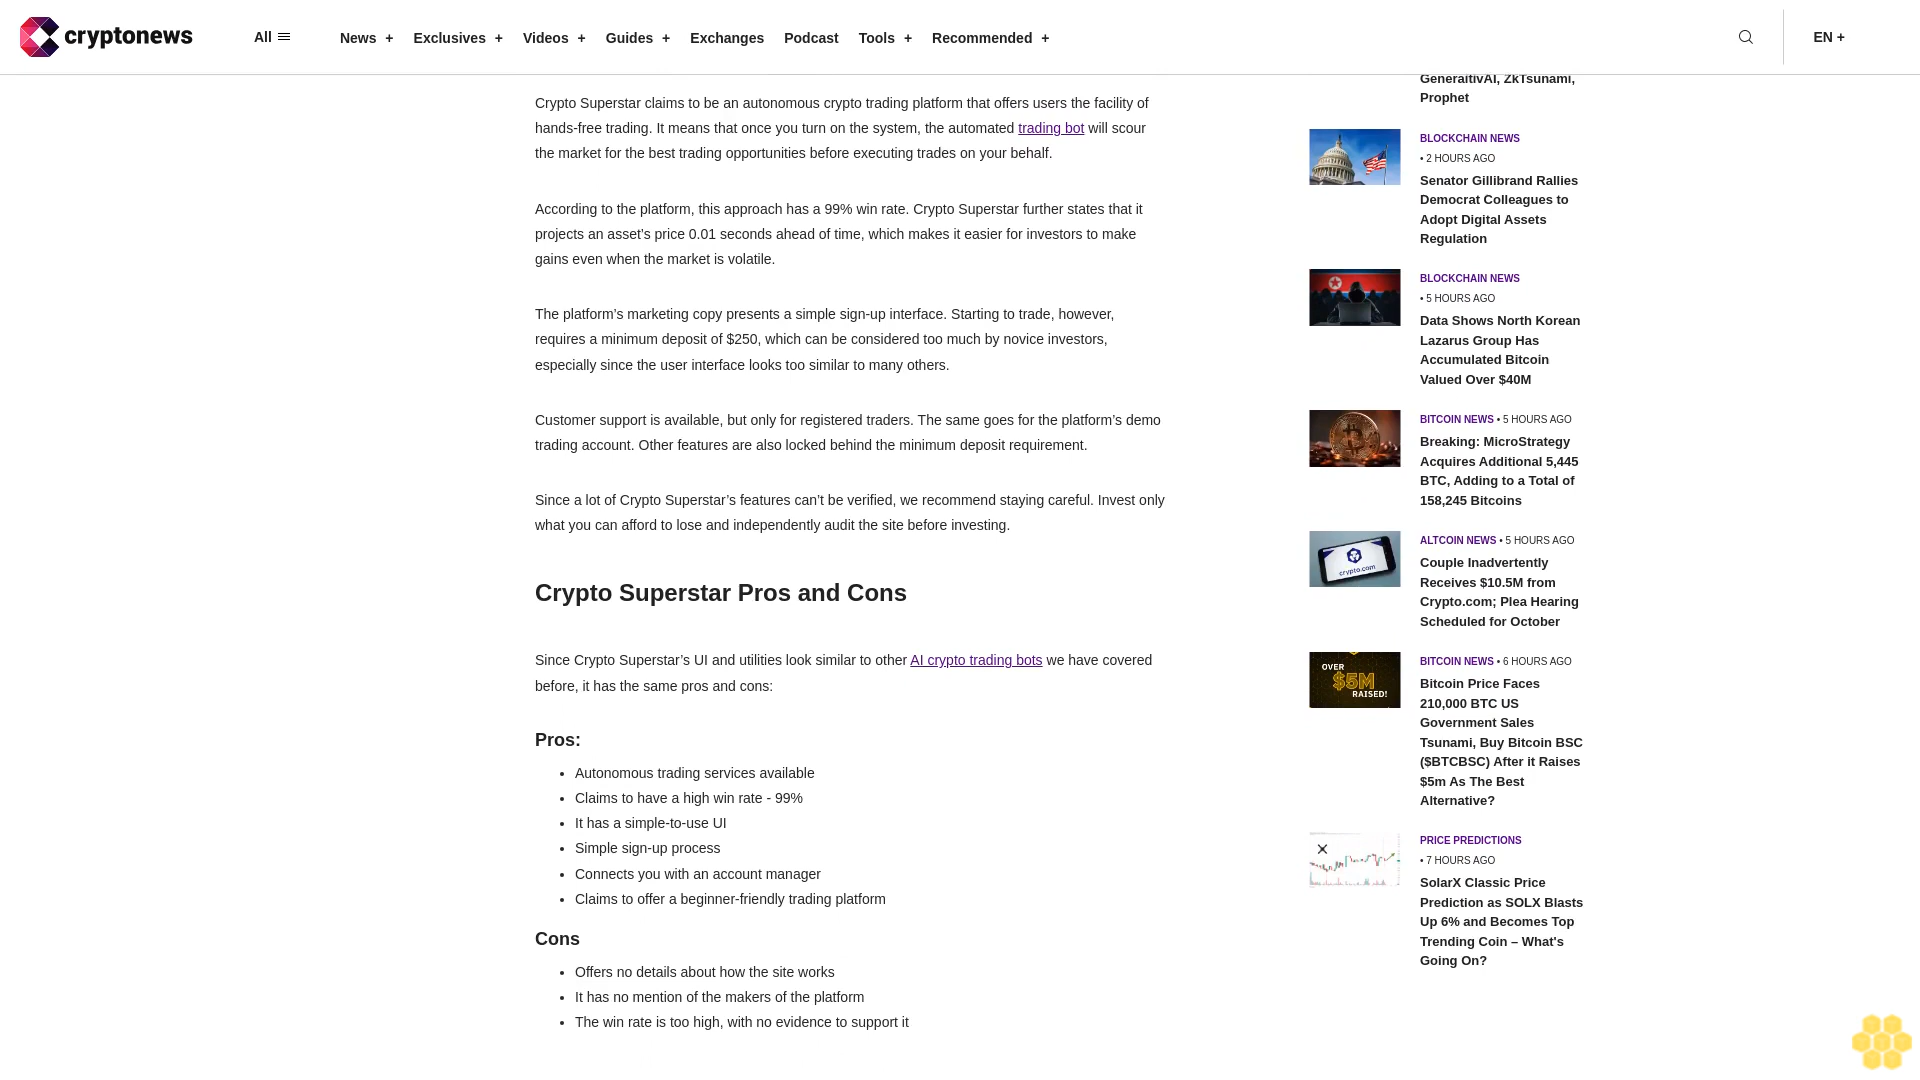 cryptonews
All
News +
Exclusives +
Videos +
Guides +
Exchanges
Podcast
Tools +
Recommended +
EN +
Crypto Superstar claims to be an autonomous crypto trading platform that offers users the facility of
hands-free trading. It means that once you turn on the system, the automated trading bot will scour
the market for the best trading opportunities before executing trades on your behalf.
According to the platform, this approach has a 99% win rate. Crypto Superstar further states that it
projects an asset’s price 0.01 seconds ahead of time, which makes it easier for investors to make
gains even when the market is volatile.
The platform’s marketing copy presents a simple sign-up interface. Starting to trade, however,
requires a minimum deposit of $250, which can be considered too much by novice investors,
especially since the user interface looks too similar to many others.
Customer support is available, but only for registered traders. The same goes for the platform’s demo
trading account. Other features are also locked behind the minimum deposit requirement.
Since a lot of Crypto Superstar’s features can’t be verified, we recommend staying careful. Invest only
what you can afford to lose and independently audit the site before investing.
Crypto Superstar Pros and Cons
Since Crypto Superstar’s UI and utilities look similar to other AI crypto trading bots we have covered
before, it has the same pros and cons:
Pros:
• Autonomous trading services available
• Claims to have a high win rate - 99%
• It has a simple-to-use UI
• Simple sign-up process
• Connects you with an account manager
• Claims to offer a beginner-friendly trading platform
Cons
• Offers no details about how the site works
• It has no mention of the makers of the platform
• The win rate is too high, with no evidence to support it
GeneraitivAI, ZkTsunami,
Prophet
BLOCKCHAIN NEWS
• 2 HOURS AGO
Senator Gillibrand Rallies
Democrat Colleagues to
Adopt Digital Assets
Regulation
BLOCKCHAIN NEWS
• 5 HOURS AGO
Data Shows North Korean
Lazarus Group Has
Accumulated Bitcoin
Valued Over $40M
BITCOIN NEWS • 5 HOURS AGO
Breaking: MicroStrategy
Acquires Additional 5,445
BTC, Adding to a Total of
158,245 Bitcoins
crypto.com
ALTCOIN NEWS • 5 HOURS AGO
Couple Inadvertently
Receives $10.5M from
Crypto.com; Plea Hearing
Scheduled for October
OVER
$5M
RAISED!
BITCOIN NEWS • 6 HOURS AGO
Bitcoin Price Faces
210,000 BTC US
Government Sales
Tsunami, Buy Bitcoin BSC
($BTCBSC) After it Raises
$5m As The Best
Alternative?
PRICE PREDICTIONS
• 7 HOURS AGO
SolarX Classic Price
Prediction as SOLX Blasts
Up 6% and Becomes Top
Trending Coin – What's
Going On?